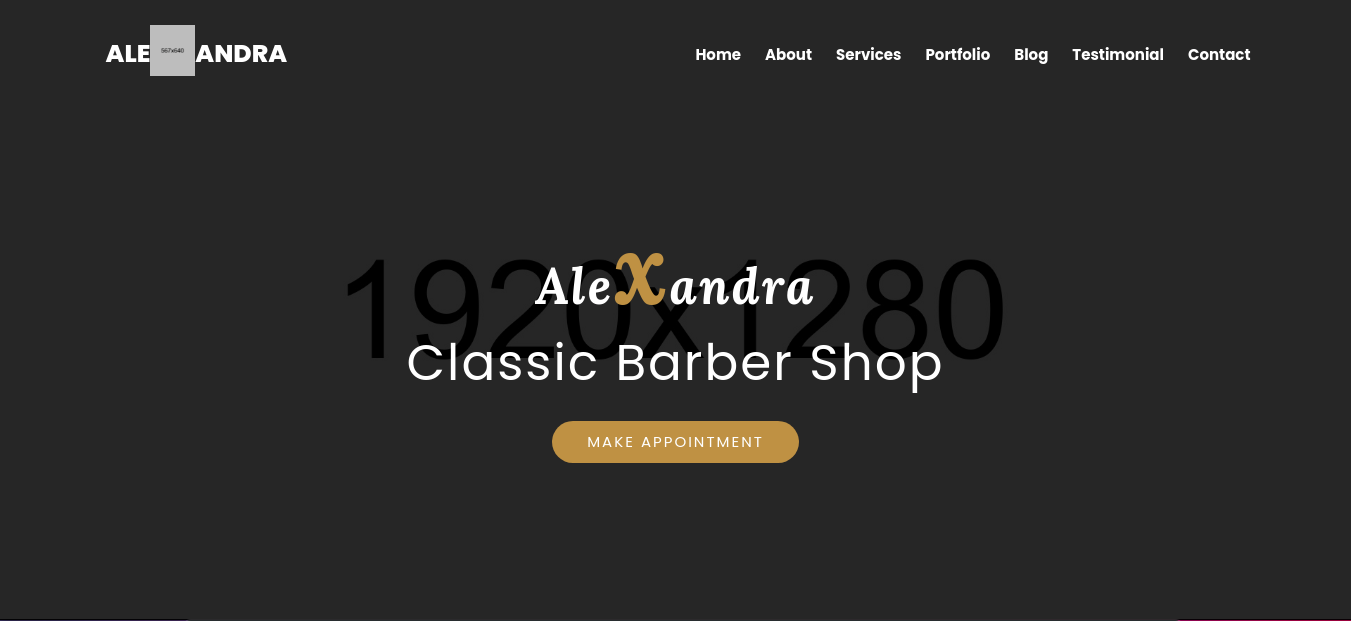 ALE 567x640 ANDRA
Home About Services Portfolio Blog Testimonial Contact
1920x1280
AleXandra
Classic Barber Shop
MAKE APPOINTMENT